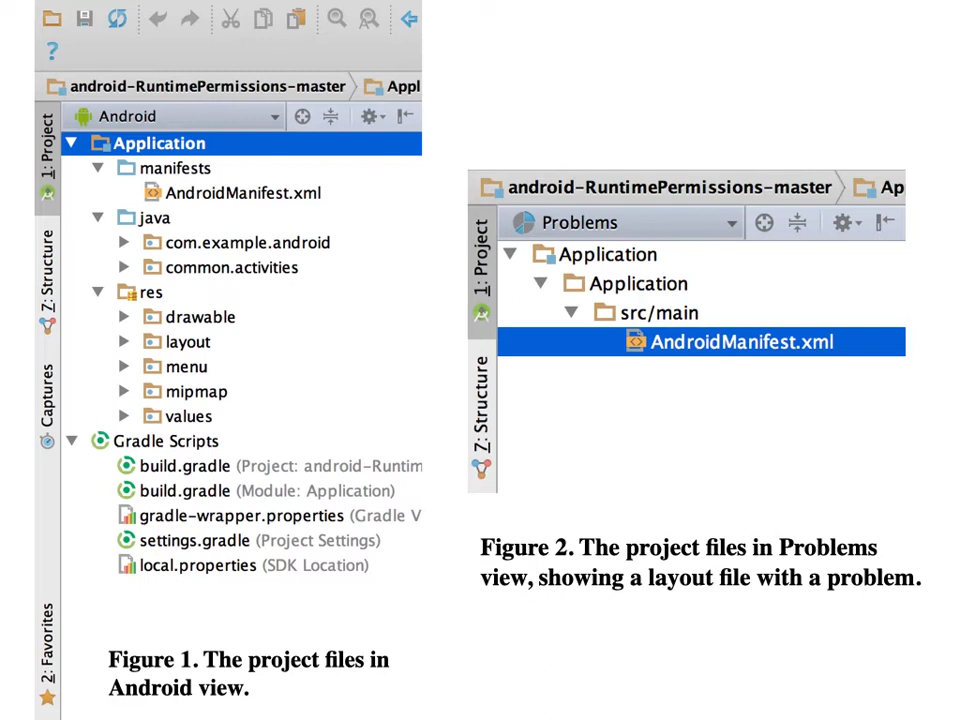 ?
android-RuntimePermissions-master
Appl
Android
1: Project
Z: Structure
Captures
2: Favorites
Application
manifests
AndroidManifest.xml
java
com.example.android
common.activities
res
drawable
layout
menu
mipmap
values
Gradle Scripts
build.gradle (Project: android-Runtim
build.gradle (Module: Application)
gradle-wrapper.properties (Gradle V
settings.gradle (Project Settings)
local.properties (SDK Location)
Figure 1. The project files in
Android view.
android-RuntimePermissions-master
Ap
Problems
1: Project
Z: Structure
Application
Application
src/main
AndroidManifest.xml
Figure 2. The project files in Problems
view, showing a layout file with a problem.